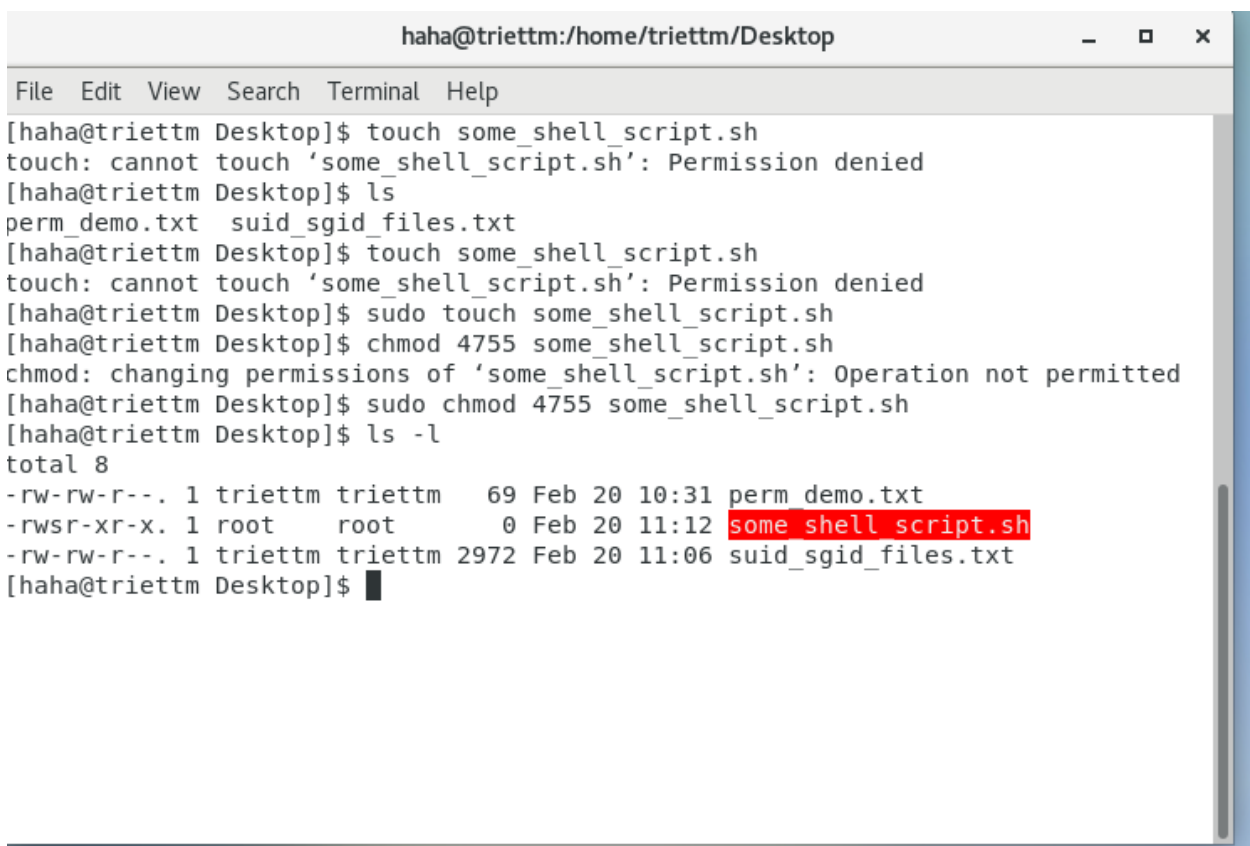 haha@triettm:/home/triettm/Desktop
File Edit View Search Terminal Help
[haha@triettm Desktop]$ touch some_shell_script.sh
touch: cannot touch ‘some_shell_script.sh’: Permission denied
[haha@triettm Desktop]$ ls
perm_demo.txt  suid_sgid_files.txt
[haha@triettm Desktop]$ touch some_shell_script.sh
touch: cannot touch ‘some_shell_script.sh’: Permission denied
[haha@triettm Desktop]$ sudo touch some_shell_script.sh
[haha@triettm Desktop]$ chmod 4755 some_shell_script.sh
chmod: changing permissions of ‘some_shell_script.sh’: Operation not permitted
[haha@triettm Desktop]$ sudo chmod 4755 some_shell_script.sh
[haha@triettm Desktop]$ ls -l
total 8
-rw-rw-r--. 1 triettm triettm   69 Feb 20 10:31 perm_demo.txt
-rwsr-xr-x. 1 root    root       0 Feb 20 11:12 some_shell_script.sh
-rw-rw-r--. 1 triettm triettm 2972 Feb 20 11:06 suid_sgid_files.txt
[haha@triettm Desktop]$